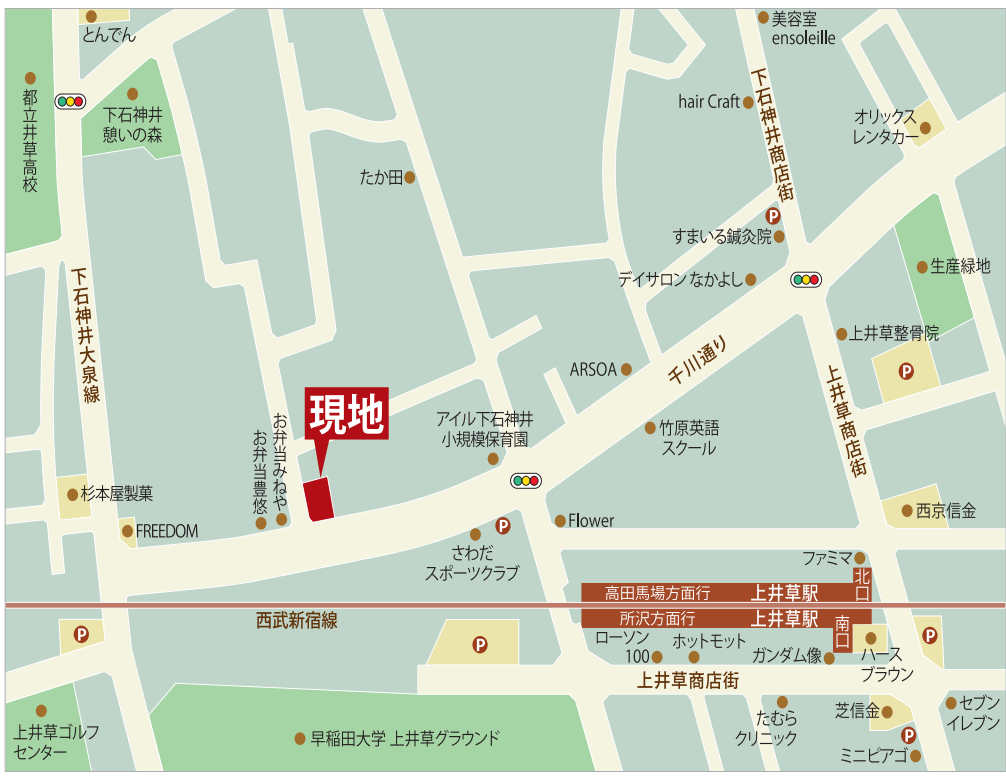 とんでん
都立井草高校
下石神井
憩いの森
美容室
ensoleille
hair Craft
下石神井商店街
オリックス
レンタカー
たか田
P
すまいる鍼灸院
デイサロン なかよし
生産緑地
下石神井大泉線
上井草整骨院
千川通り
ARSOA
P
上井草商店街
現地
アイル下石神井
小規模保育園
竹原英語
スクール
お弁当みねや
お弁当豊悠
杉本屋製菓
FREEDOM
西京信金
P
Flower
さわだ
スポーツクラブ
ファミマ
北口
高田馬場方面行
上井草駅
西武新宿線
所沢方面行
上井草駅
南口
P
P
P
ローソン
100
ホットモット
ガンダム像
ハース
ブラウン
上井草商店街
上井草ゴルフ
センター
早稲田大学 上井草グラウンド
たむら
クリニック
芝信金
セブン
イレブン
P
ミニピアゴ